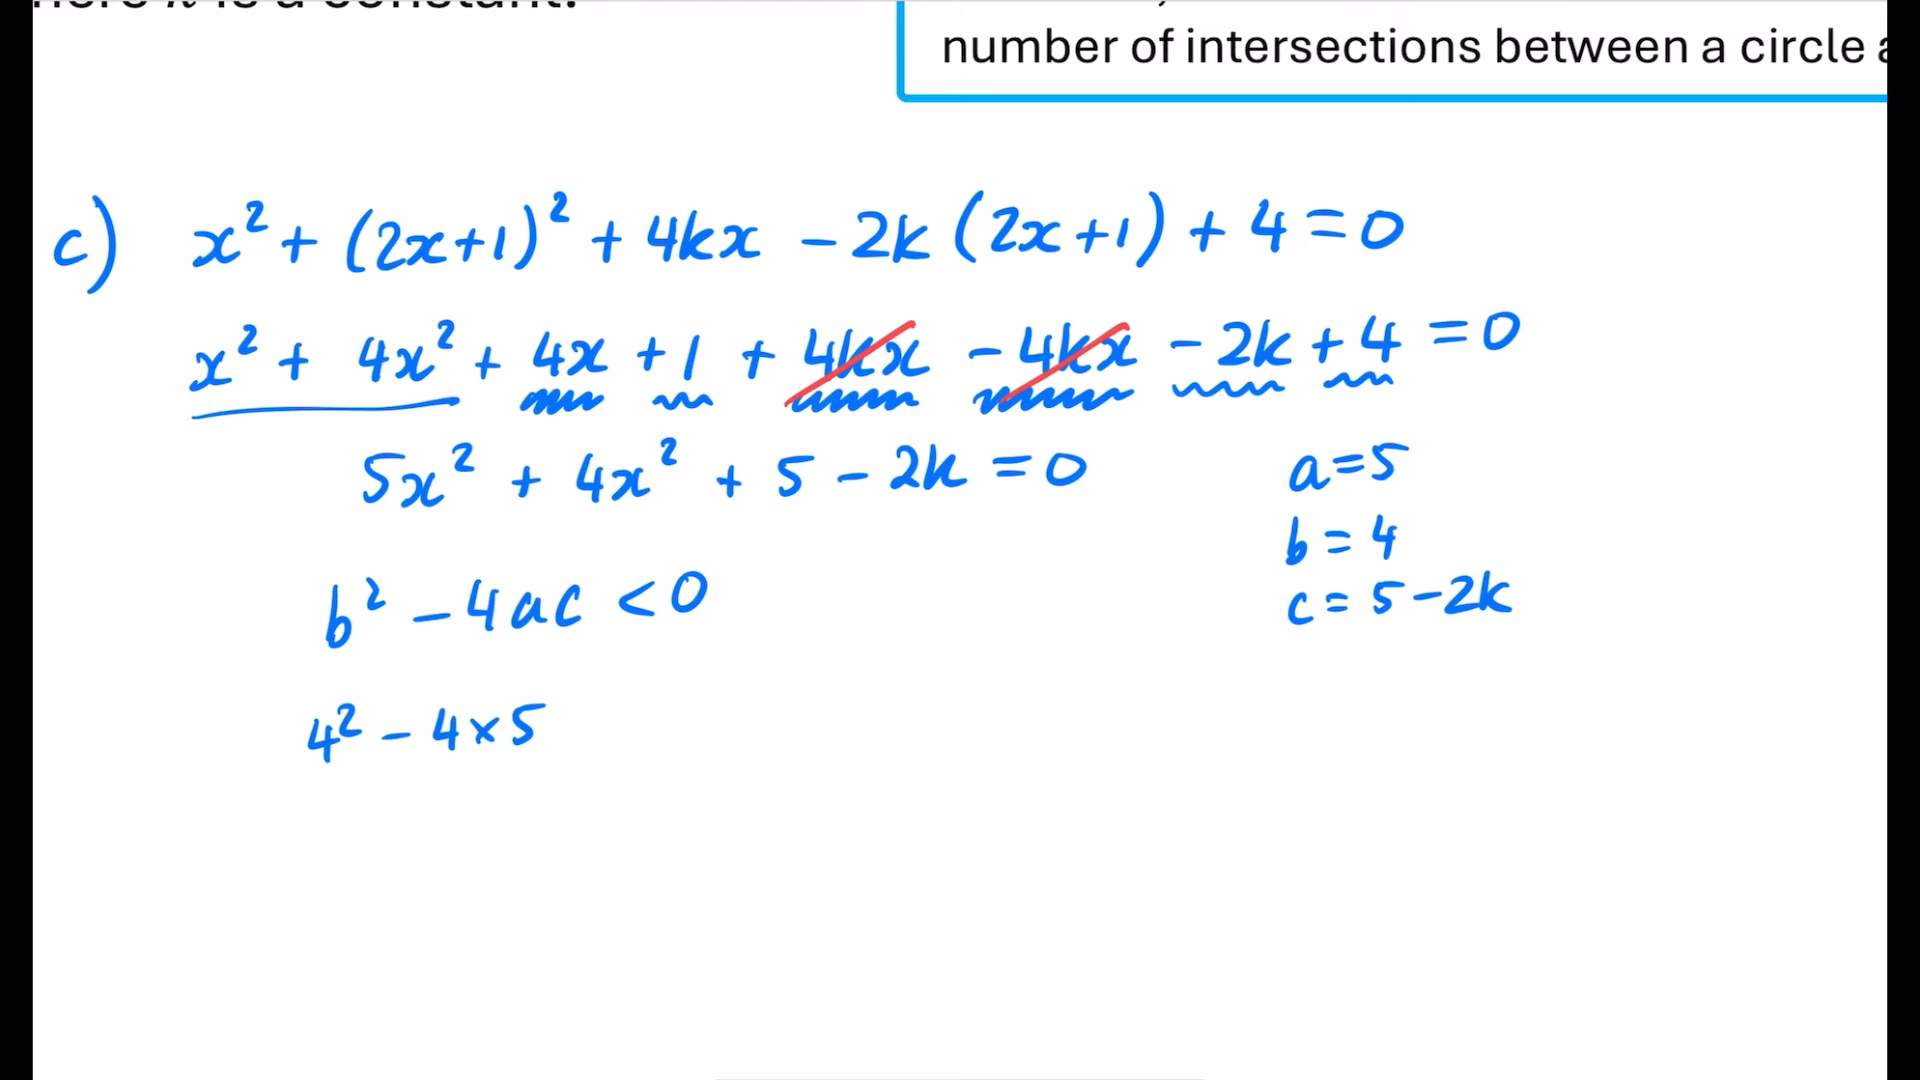 is a constant.
number of intersections between a circle
c) x² + (2x+1)² + 4kx - 2k(2x+1) + 4 = 0
x² + 4x² + 4x + 1 + 4kx - 4kx - 2k + 4 = 0
5x² + 4x² + 5 - 2k = 0
a = 5
b = 4
b² - 4ac < 0
c = 5 - 2k
4² - 4 × 5